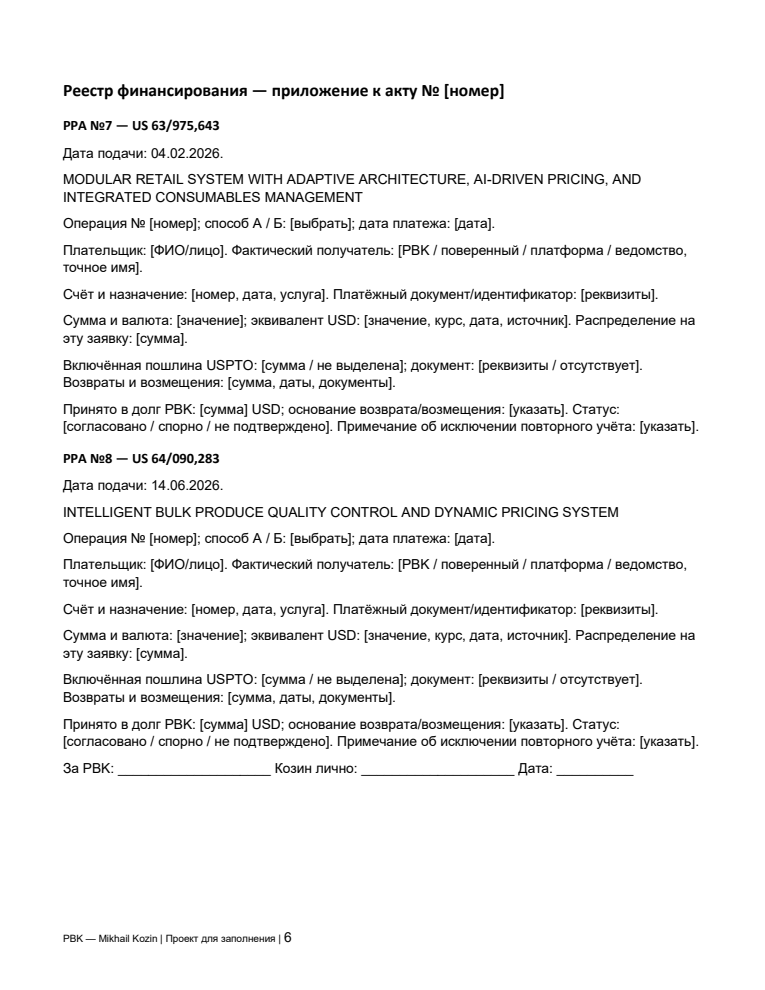 Реестр финансирования — приложение к акту № [номер]
PPA №7 — US 63/975,643
Дата подачи: 04.02.2026.
MODULAR RETAIL SYSTEM WITH ADAPTIVE ARCHITECTURE, AI-DRIVEN PRICING, AND
INTEGRATED CONSUMABLES MANAGEMENT
Операция № [номер]; способ А / Б: [выбрать]; дата платежа: [дата].
Плательщик: [ФИО/лицо]. Фактический получатель: [PBK / поверенный / платформа / ведомство,
точное имя].
Счёт и назначение: [номер, дата, услуга]. Платёжный документ/идентификатор: [реквизиты].
Сумма и валюта: [значение]; эквивалент USD: [значение, курс, дата, источник]. Распределение на
эту заявку: [сумма].
Включённая пошлина USPTO: [сумма / не выделена]; документ: [реквизиты / отсутствует].
Возвраты и возмещения: [сумма, даты, документы].
Принято в долг PBK: [сумма] USD; основание возврата/возмещения: [указать]. Статус:
[согласовано / спорно / не подтверждено]. Примечание об исключении повторного учёта: [указать].
PPA №8 — US 64/090,283
Дата подачи: 14.06.2026.
INTELLIGENT BULK PRODUCE QUALITY CONTROL AND DYNAMIC PRICING SYSTEM
Операция № [номер]; способ А / Б: [выбрать]; дата платежа: [дата].
Плательщик: [ФИО/лицо]. Фактический получатель: [PBK / поверенный / платформа / ведомство,
точное имя].
Счёт и назначение: [номер, дата, услуга]. Платёжный документ/идентификатор: [реквизиты].
Сумма и валюта: [значение]; эквивалент USD: [значение, курс, дата, источник]. Распределение на
эту заявку: [сумма].
Включённая пошлина USPTO: [сумма / не выделена]; документ: [реквизиты / отсутствует].
Возвраты и возмещения: [сумма, даты, документы].
Принято в долг PBK: [сумма] USD; основание возврата/возмещения: [указать]. Статус:
[согласовано / спорно / не подтверждено]. Примечание об исключении повторного учёта: [указать].
За PBK: ____________________ Козин лично: ____________________ Дата: __________
PBK — Mikhail Kozin | Проект для заполнения | 6